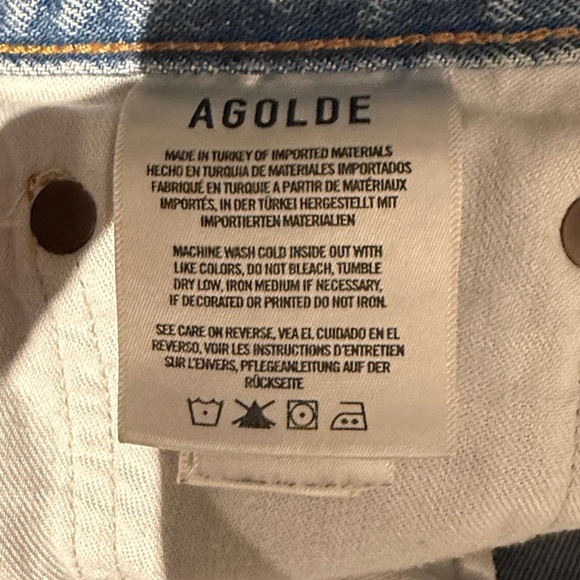 AGOLDE
MADE IN TURKEY OF IMPORTED MATERIALS
HECHO EN TURQUIA DE MATERIALES IMPORTADOS
FABRIQUÉ EN TURQUIE A PARTIR DE MATÉRIAUX
IMPORTÉS, IN DER TÜRKEI HERGESTELLT MIT
IMPORTIERTEN MATERIALIEN
MACHINE WASH COLD INSIDE OUT WITH
LIKE COLORS, DO NOT BLEACH, TUMBLE
DRY LOW, IRON MEDIUM IF NECESSARY,
IF DECORATED OR PRINTED DO NOT IRON.
SEE CARE ON REVERSE, VEA EL CUIDADO EN EL
REVERSO, VOIR LES INSTRUCTIONS D'ENTRETIEN
SUR L'ENVERS, PFLEGEANLEITUNG AUF DER
RÜCKSEITE